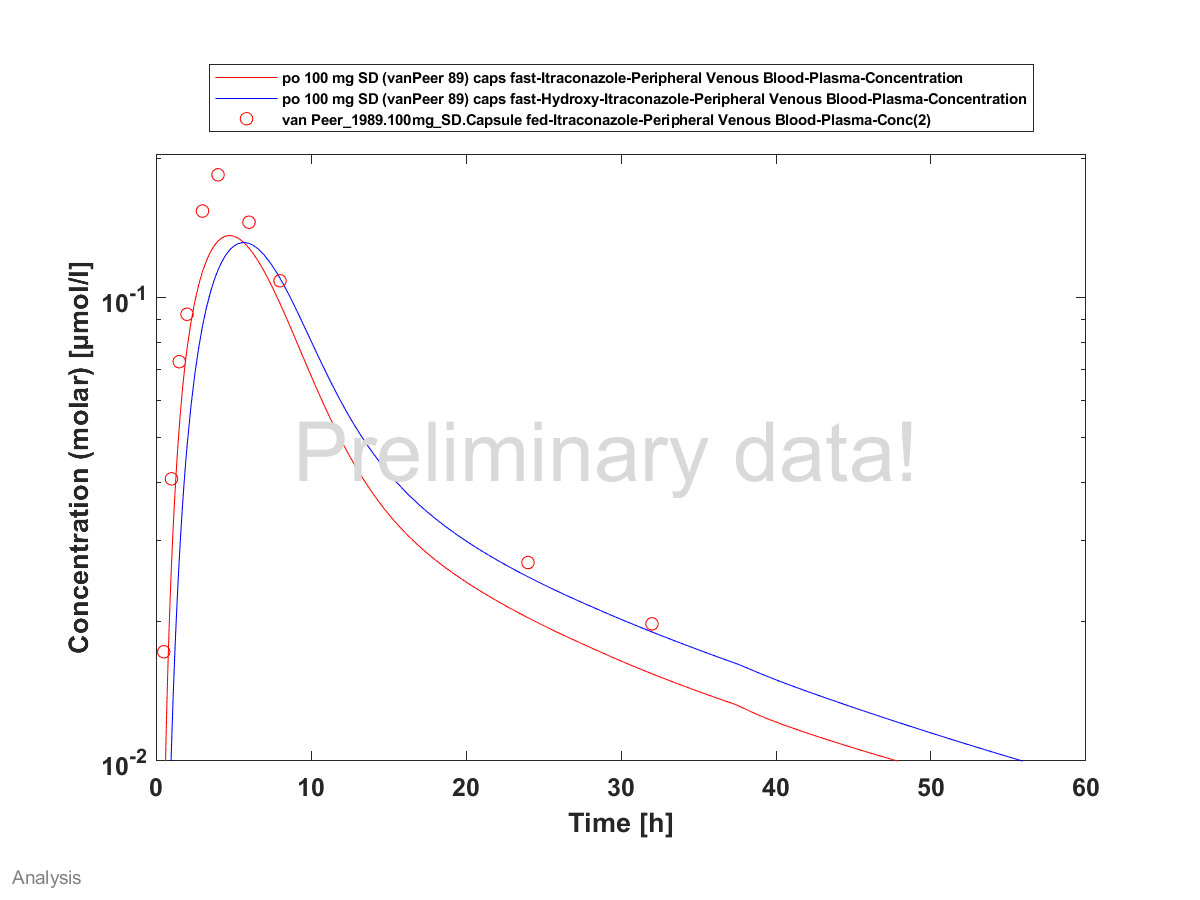 po 100 mg SD (vanPeer 89) caps fast-Itraconazole-Peripheral Venous Blood-Plasma-Concentration
po 100 mg SD (vanPeer 89) caps fast-Hydroxy-Itraconazole-Peripheral Venous Blood-Plasma-Concentration
van Peer_1989.100mg_SD.Capsule fed-Itraconazole-Peripheral Venous Blood-Plasma-Conc(2)
Concentration (molar) [µmol/l]
10-1
10-2
Preliminary data!
0 10 20 30 40 50 60
Time [h]
Analysis